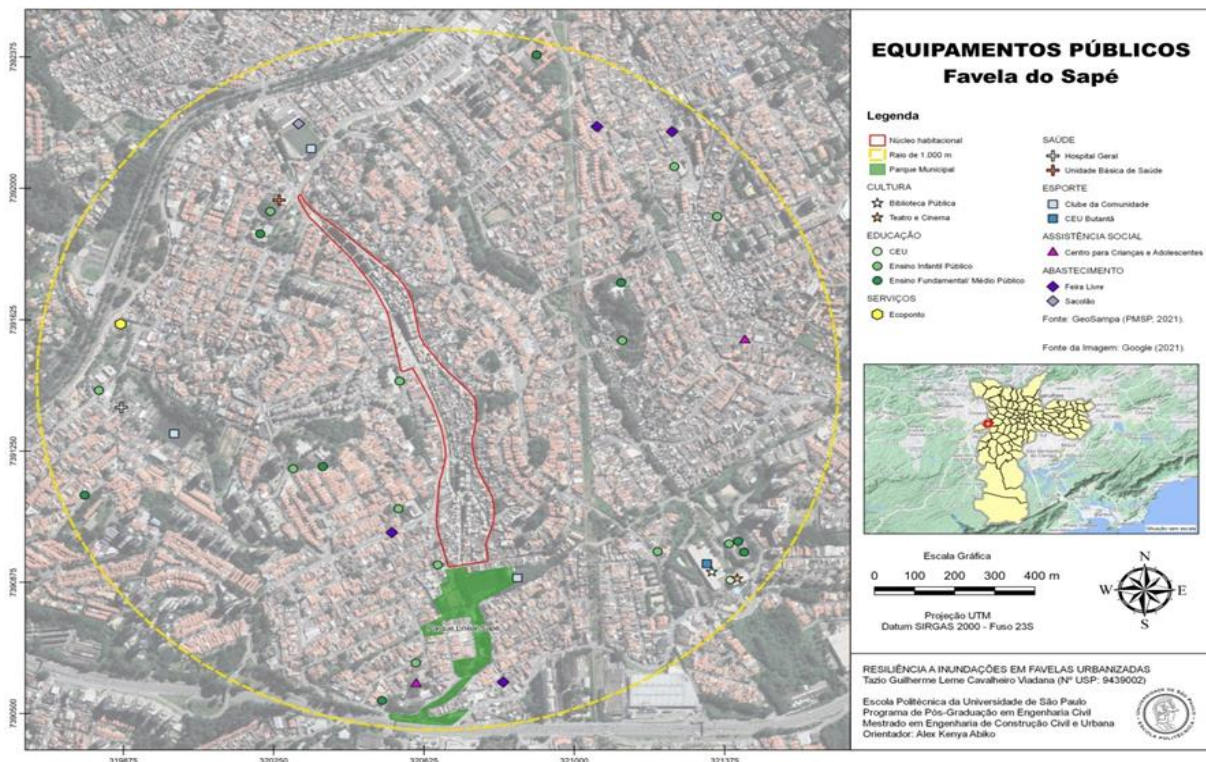 EQUIPAMENTOS PÚBLICOS
Favela do Sapé
Legenda
Núcleo habitacional
Raio de 1.000 m
Parque Municipal
CULTURA
Biblioteca Pública
Teatro e Cinema
EDUCAÇÃO
CEU
Ensino Infantil Público
Ensino Fundamental/ Médio Público
SERVIÇOS
Ecoponto
SAÚDE
Hospital Geral
Unidade Básica de Saúde
ESPORTE
Clube da Comunidade
CEU Butantã
ASSISTÊNCIA SOCIAL
Centro para Crianças e Adolescentes
ABASTECIMENTO
Feira Livre
Sacolão
Fonte: GeoSampa (PMSP, 2021).
Fonte da Imagem: Google (2021).
Situação sem escala
Escala Gráfica
0 100 200 300 400 m
Projeção UTM
Datum SIRGAS 2000 - Fuso 23S
N
W E
S
RESILIÊNCIA A INUNDAÇÕES EM FAVELAS URBANIZADAS
Tazio Guilherme Leme Cavalheiro Viadana (Nº USP: 9439002)
Escola Politécnica da Universidade de São Paulo
Programa de Pós-Graduação em Engenharia Civil
Mestrado em Engenharia de Construção Civil e Urbana
Orientador: Alex Kenya Abiko
7392375
7392000
7391625
7391250
7390875
7390500
319875
320250
320625
321000
321375